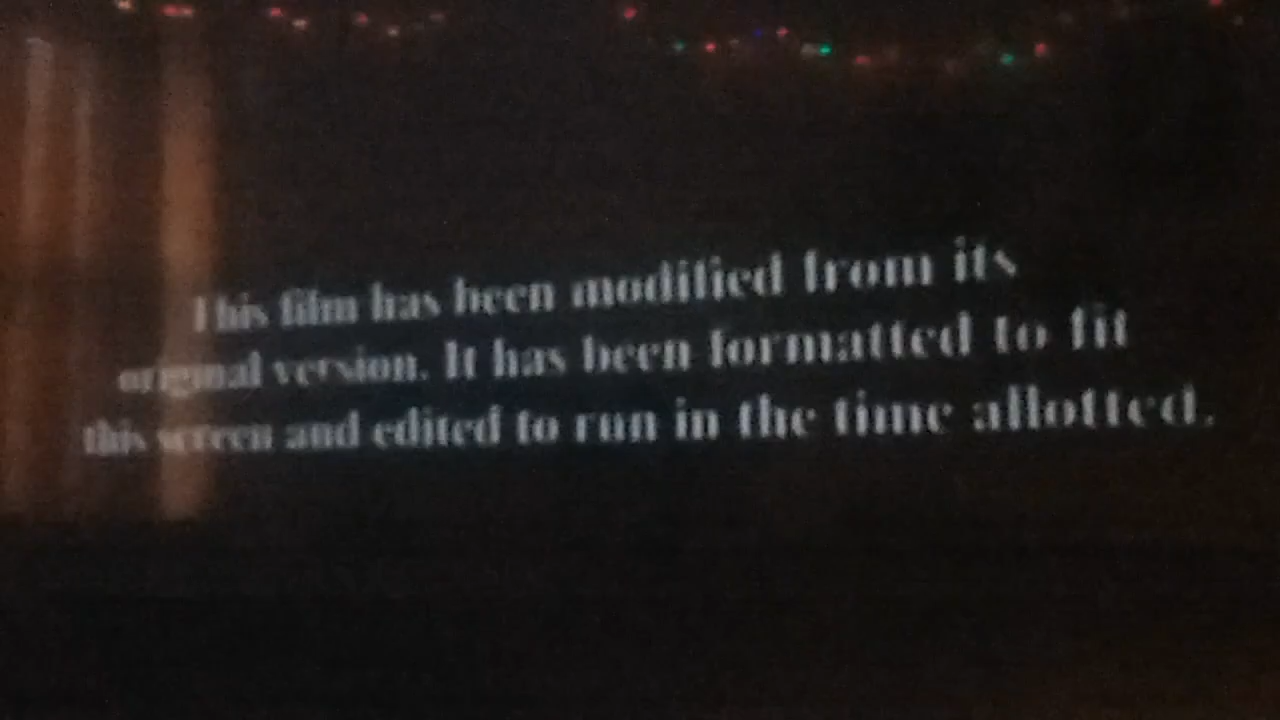 This film has been modified from its
original version. It has been formatted to fit
this screen and edited to run in the time allotted.